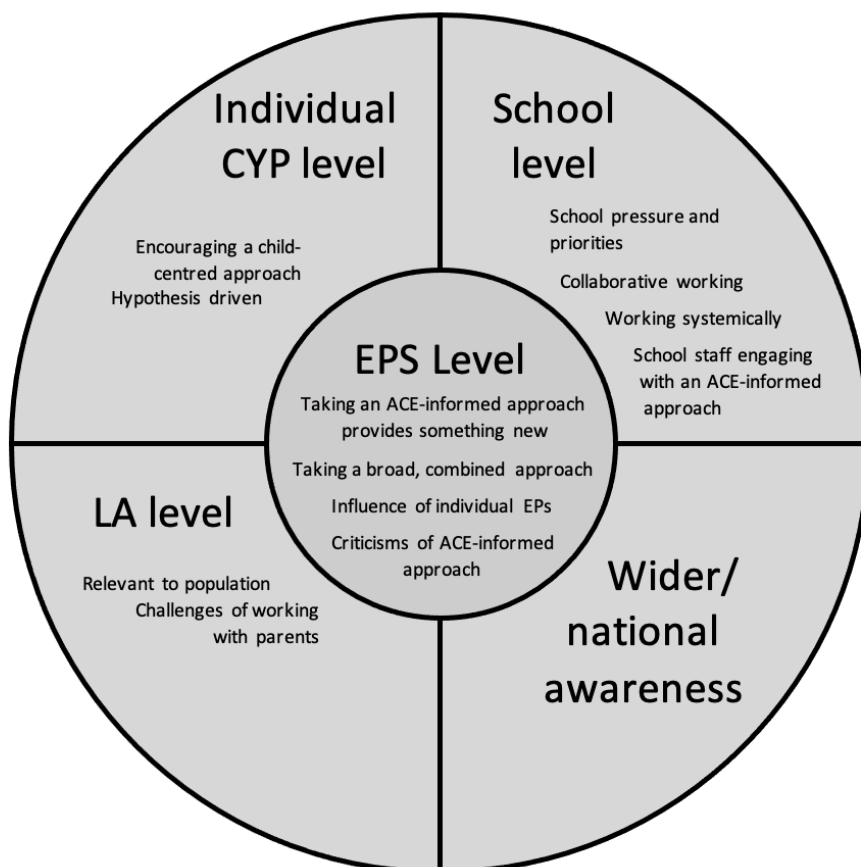 Individual
CYP level
Encouraging a child-
centred approach
Hypothesis driven
School
level
School pressure and
priorities
Collaborative working
Working systemically
School staff engaging
with an ACE-informed
approach
EPS Level
Taking an ACE-informed approach
provides something new
Taking a broad, combined approach
Influence of individual EPs
Criticisms of ACE-informed
approach
LA level
Relevant to population
Challenges of working
with parents
Wider/
national
awareness